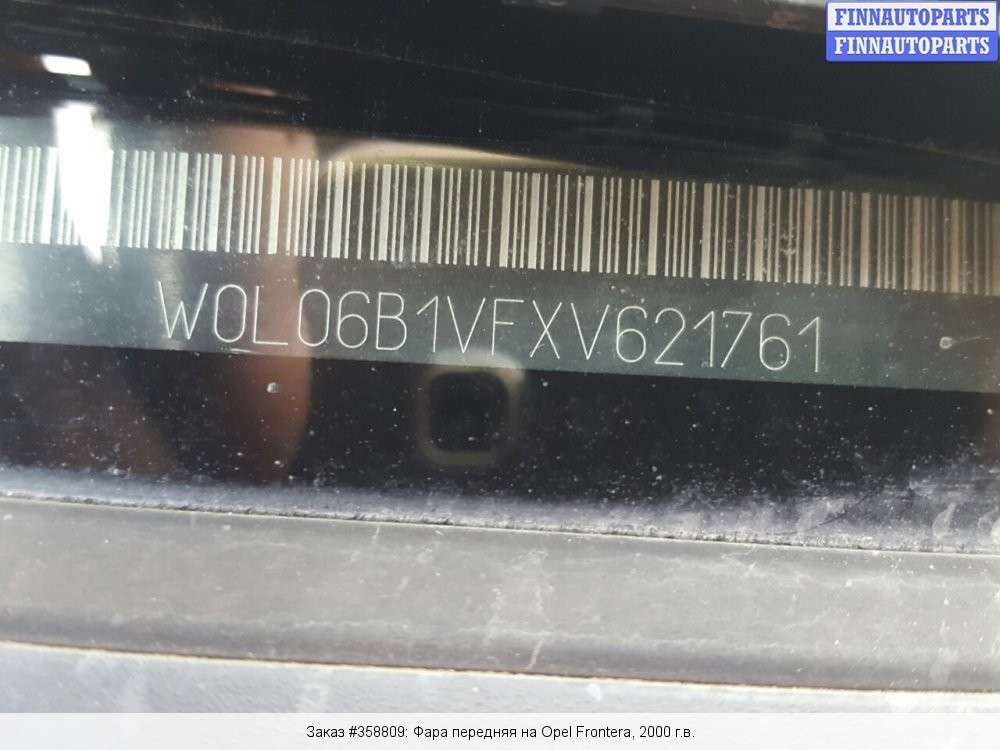 FINNAUTOPARTS
FINNAUTOPARTS
W0L06B1VFXV621761
Заказ #358809: Фара передняя на Opel Frontera, 2000 г.в.